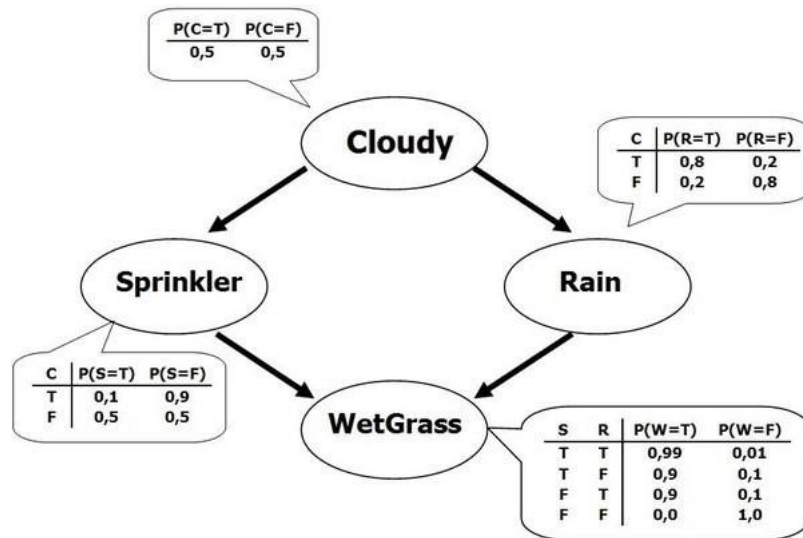 P(C=T) P(C=F)
0,5 0,5
Cloudy
C P(R=T) P(R=F)
T 0,8 0,2
F 0,2 0,8
Sprinkler
Rain
C P(S=T) P(S=F)
T 0,1 0,9
F 0,5 0,5
WetGrass
S R P(W=T) P(W=F)
T T 0,99 0,01
T F 0,9 0,1
F T 0,9 0,1
F F 0,0 1,0